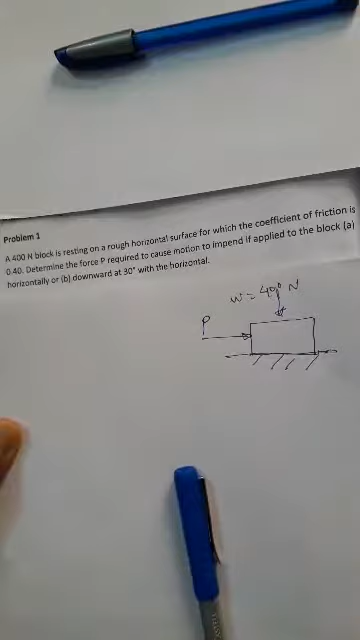 Problem 1
A 400 N block is resting on a rough horizontal surface for which the coefficient of friction is
0.40. Determine the force P required to cause motion to impend if applied to the block (a)
horizontally or (b) downward at 30° with the horizontal.
W = 400 N
P